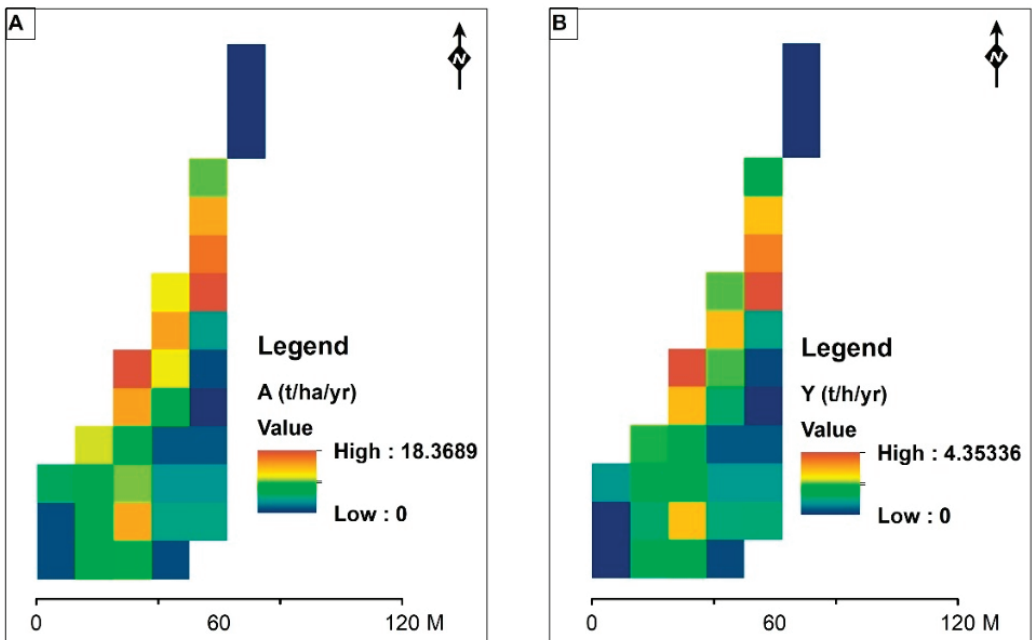 A
N
Legend
A (t/ha/yr)
Value
High : 18.3689
Low : 0
0 60 120 M
B
N
Legend
Y (t/h/yr)
Value
High : 4.35336
Low : 0
0 60 120 M